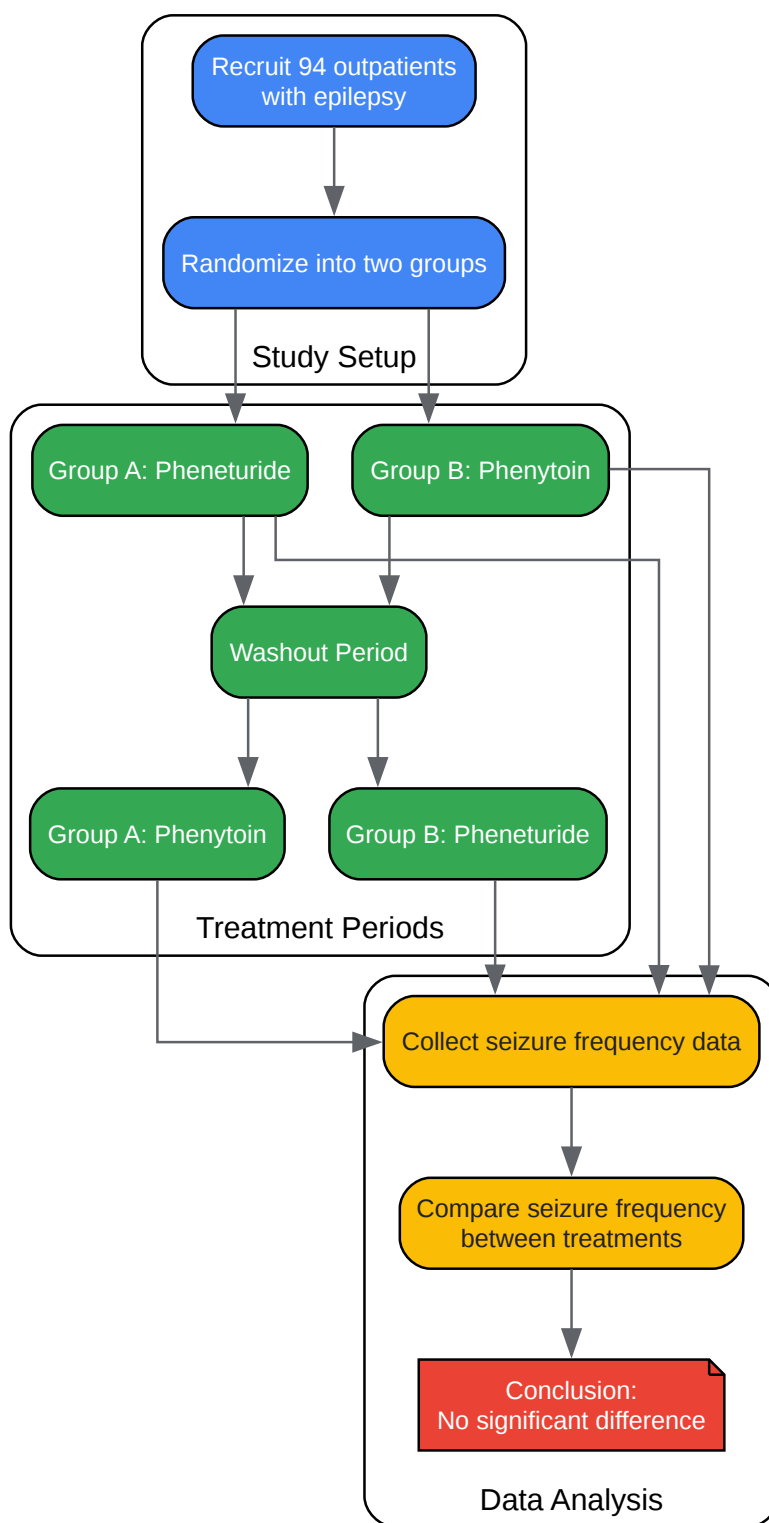 Recruit 94 outpatients
with epilepsy
Randomize into two groups
Study Setup
Group A: Pheneturide
Group B: Phenytoin
Washout Period
Group A: Phenytoin
Group B: Pheneturide
Treatment Periods
Collect seizure frequency data
Compare seizure frequency
between treatments
Conclusion:
No significant difference
Data Analysis